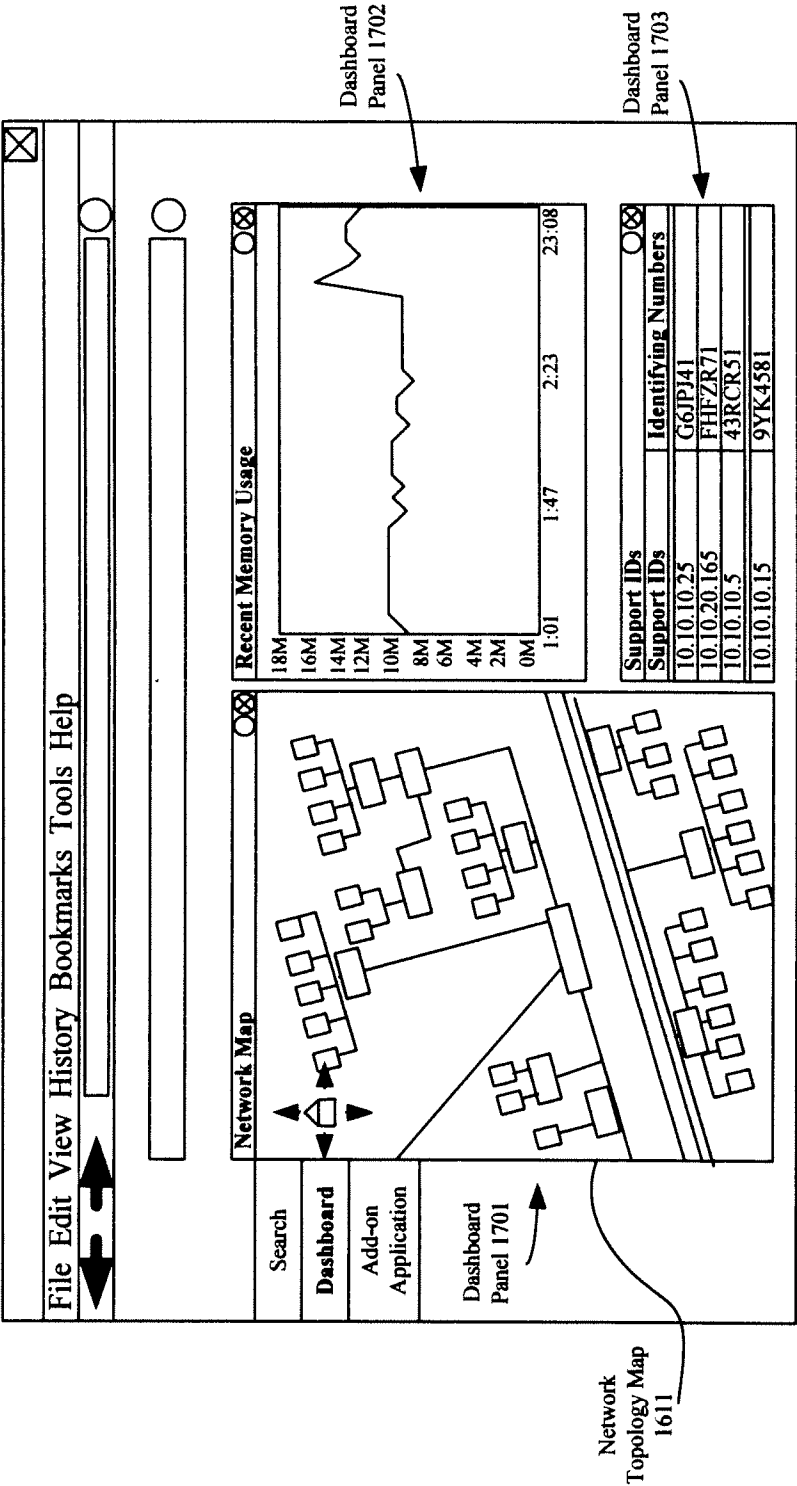 File Edit View History Bookmarks Tools Help
Search
Dashboard
Add-on
Application
Network Map
Recent Memory Usage
18M
16M
14M
12M
10M
8M
6M
4M
2M
0M
1:01 1:47 2:23 23:08
Support IDs
Support IDs Identifying Numbers
10.10.10.25 G6JPJ41
10.10.20.165 FHFZR71
10.10.10.5 43RCR51
10.10.10.15 9YK4581
Dashboard
Panel 1701
Dashboard
Panel 1702
Dashboard
Panel 1703
Network
Topology Map
1611